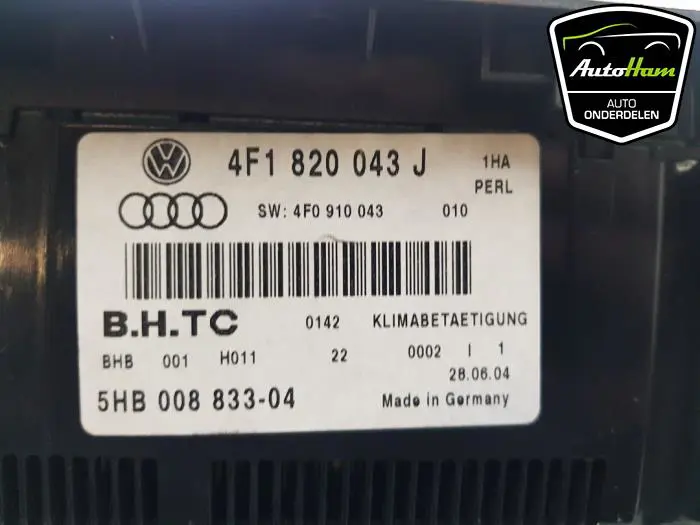 AutoHam
AUTO
ONDERDELEN
4F1 820 043 J
1HA
PERL
SW: 4F0 910 043 010
B.H.TC
0142 KLIMABETAETIGUNG
BHB 001 H011 22 0002 I 1
28.06.04
5HB 008 833-04
Made in Germany